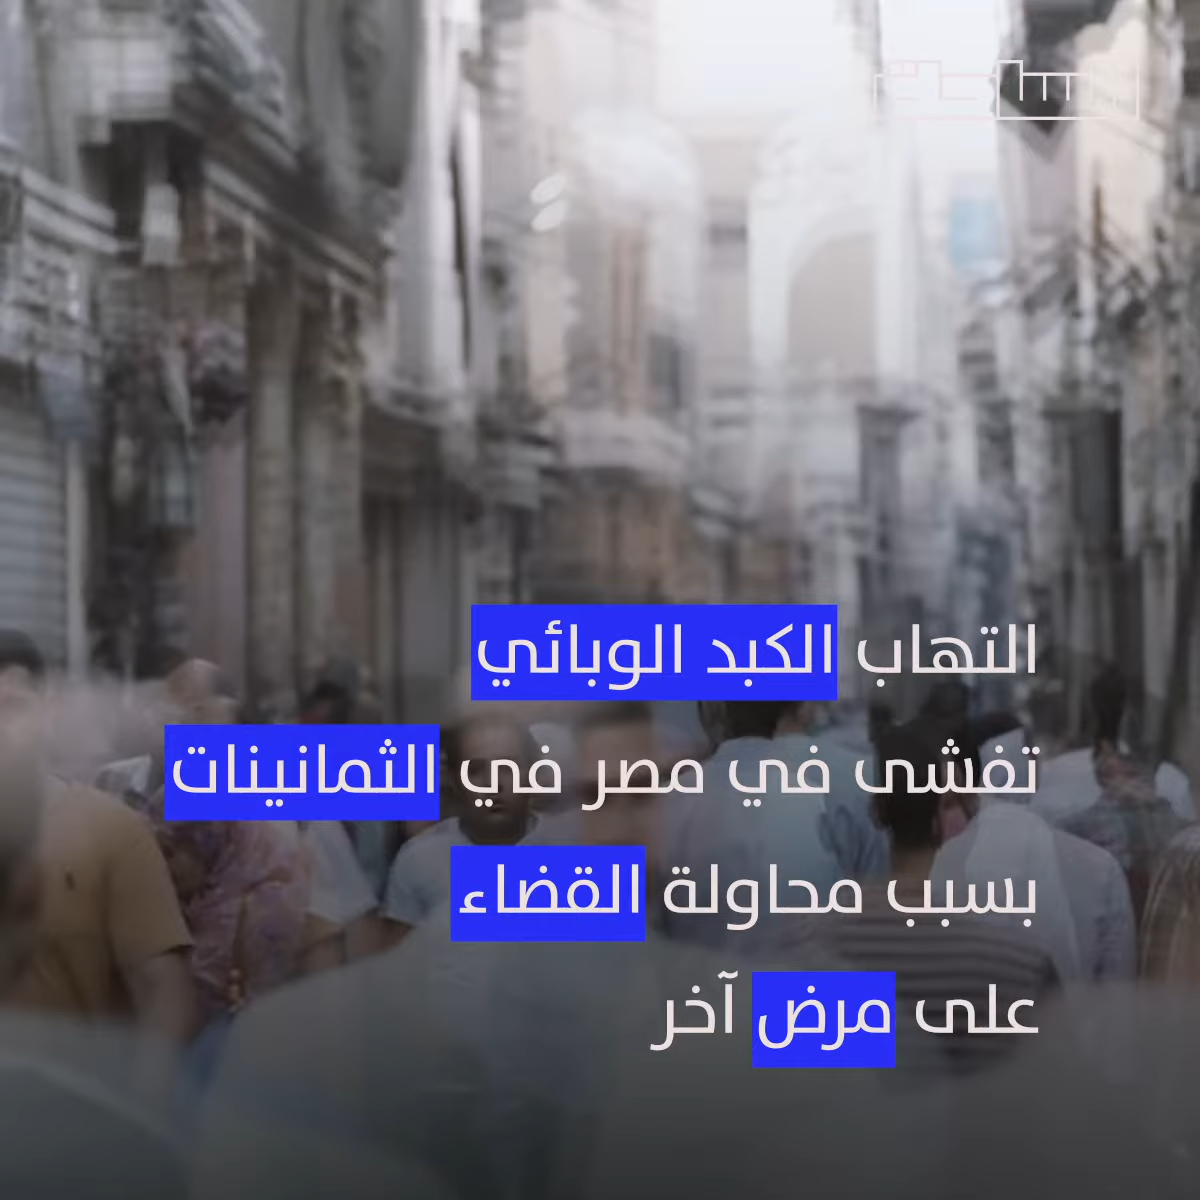 التهاب الكبد الوبائي
تفشى في مصر في الثمانينات
بسبب محاولة القضاء
على مرض آخر